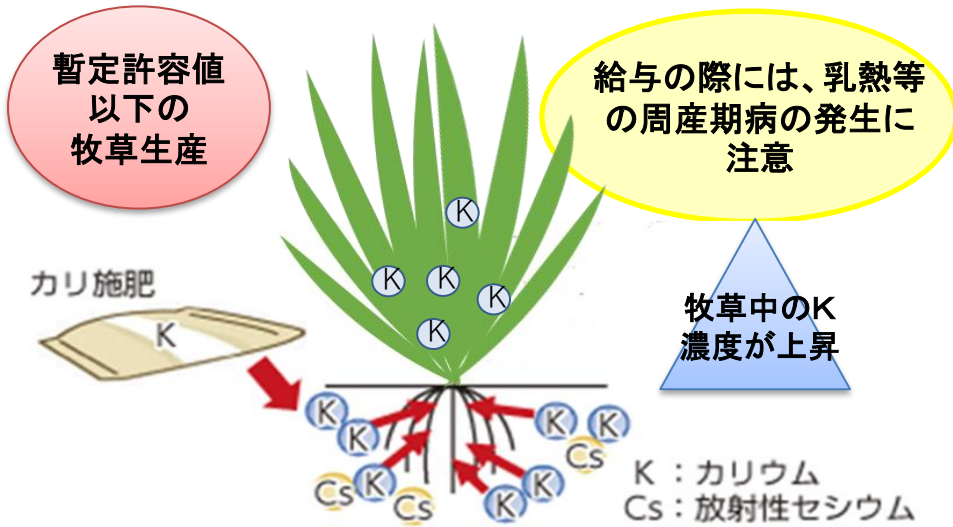 暫定許容値
以下の
牧草生産
給与の際には、乳熱等
の周産期病の発生に
注意
K
K
K
K
K
カリ施肥
K
牧草中のK
濃度が上昇
K
K
K
K
Cs
Cs
K
Cs
K
K
K:カリウム
Cs:放射性セシウム